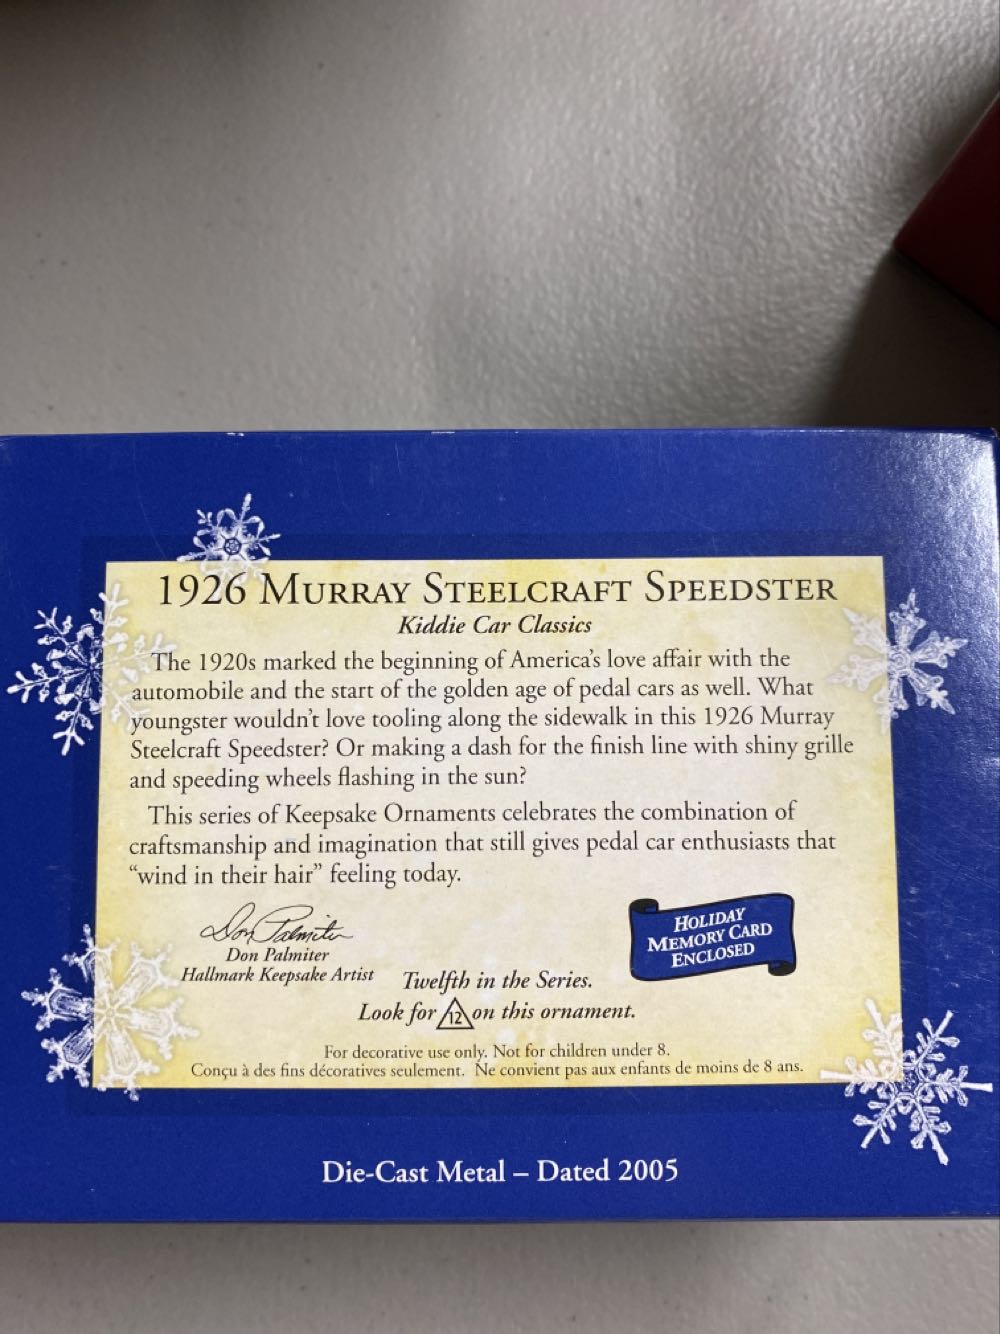 1926 MURRAY STEELCRAFT SPEEDSTER
Kiddie Car Classics
The 1920s marked the beginning of America's love affair with the
automobile and the start of the golden age of pedal cars as well. What
youngster wouldn't love tooling along the sidewalk in this 1926 Murray
Steelcraft Speedster? Or making a dash for the finish line with shiny grille
and speeding wheels flashing in the sun?
This series of Keepsake Ornaments celebrates the combination of
craftsmanship and imagination that still gives pedal car enthusiasts that
“wind in their hair” feeling today.
Don Palmiter
Don Palmiter
Hallmark Keepsake Artist
HOLIDAY
MEMORY CARD
ENCLOSED
Twelfth in the Series.
Look for 12 on this ornament.
For decorative use only. Not for children under 8.
Conçu à des fins décoratives seulement. Ne convient pas aux enfants de moins de 8 ans.
Die-Cast Metal – Dated 2005